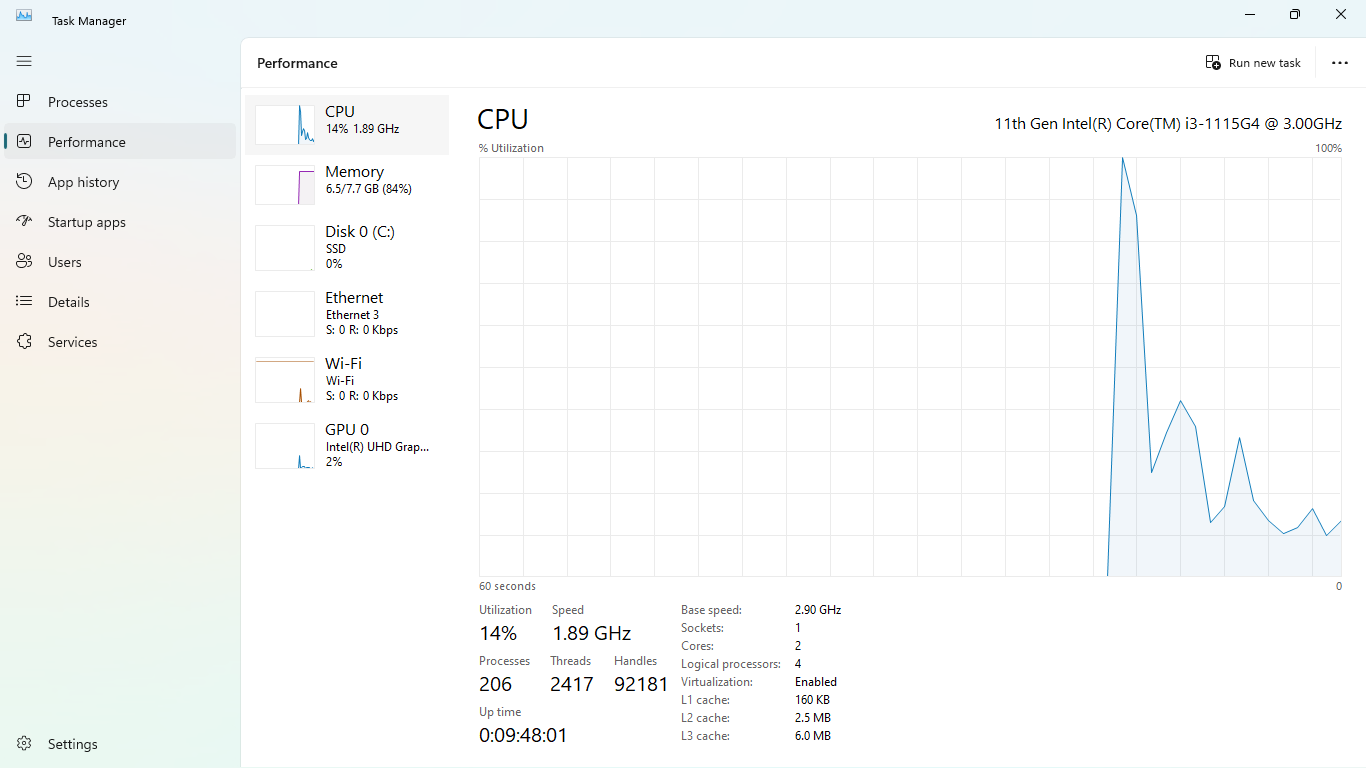 Task Manager
Processes
Performance
App history
Startup apps
Users
Details
Services
Settings
Performance
Run new task
CPU
14% 1.89 GHz
Memory
6.5/7.7 GB (84%)
Disk 0 (C:)
SSD
0%
Ethernet
Ethernet 3
S: 0 R: 0 Kbps
Wi-Fi
Wi-Fi
S: 0 R: 0 Kbps
GPU 0
Intel(R) UHD Grap...
2%
CPU
11th Gen Intel(R) Core(TM) i3-1115G4 @ 3.00GHz
% Utilization 100%
60 seconds 0
Utilization Speed
14% 1.89 GHz
Processes Threads Handles
206 2417 92181
Up time
0:09:48:01
Base speed: 2.90 GHz
Sockets: 1
Cores: 2
Logical processors: 4
Virtualization: Enabled
L1 cache: 160 KB
L2 cache: 2.5 MB
L3 cache: 6.0 MB